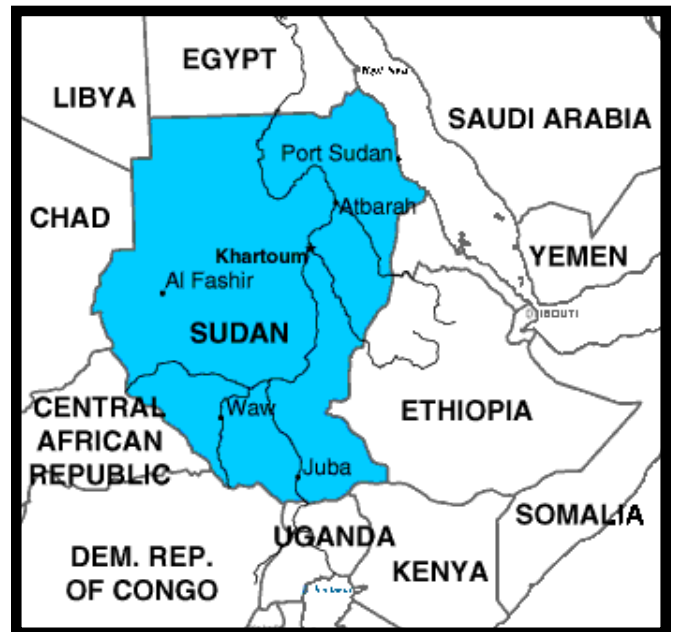 EGYPT
LIBYA
SAUDI ARABIA
Port Sudan
CHAD
Atbarah
Khartoum
YEMEN
Al Fashir
SUDAN
CENTRAL
AFRICAN
REPUBLIC
Waw
ETHIOPIA
Juba
SOMALIA
UGANDA
DEM. REP.
OF CONGO
KENYA